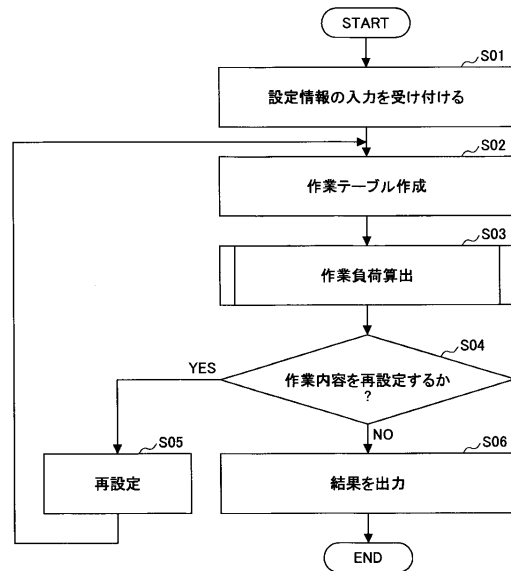 START
S01
設定情報の入力を受け付ける
S02
作業テーブル作成
S03
作業負荷算出
S04
作業内容を再設定するか
?
YES
NO
S05
再設定
S06
結果を出力
END